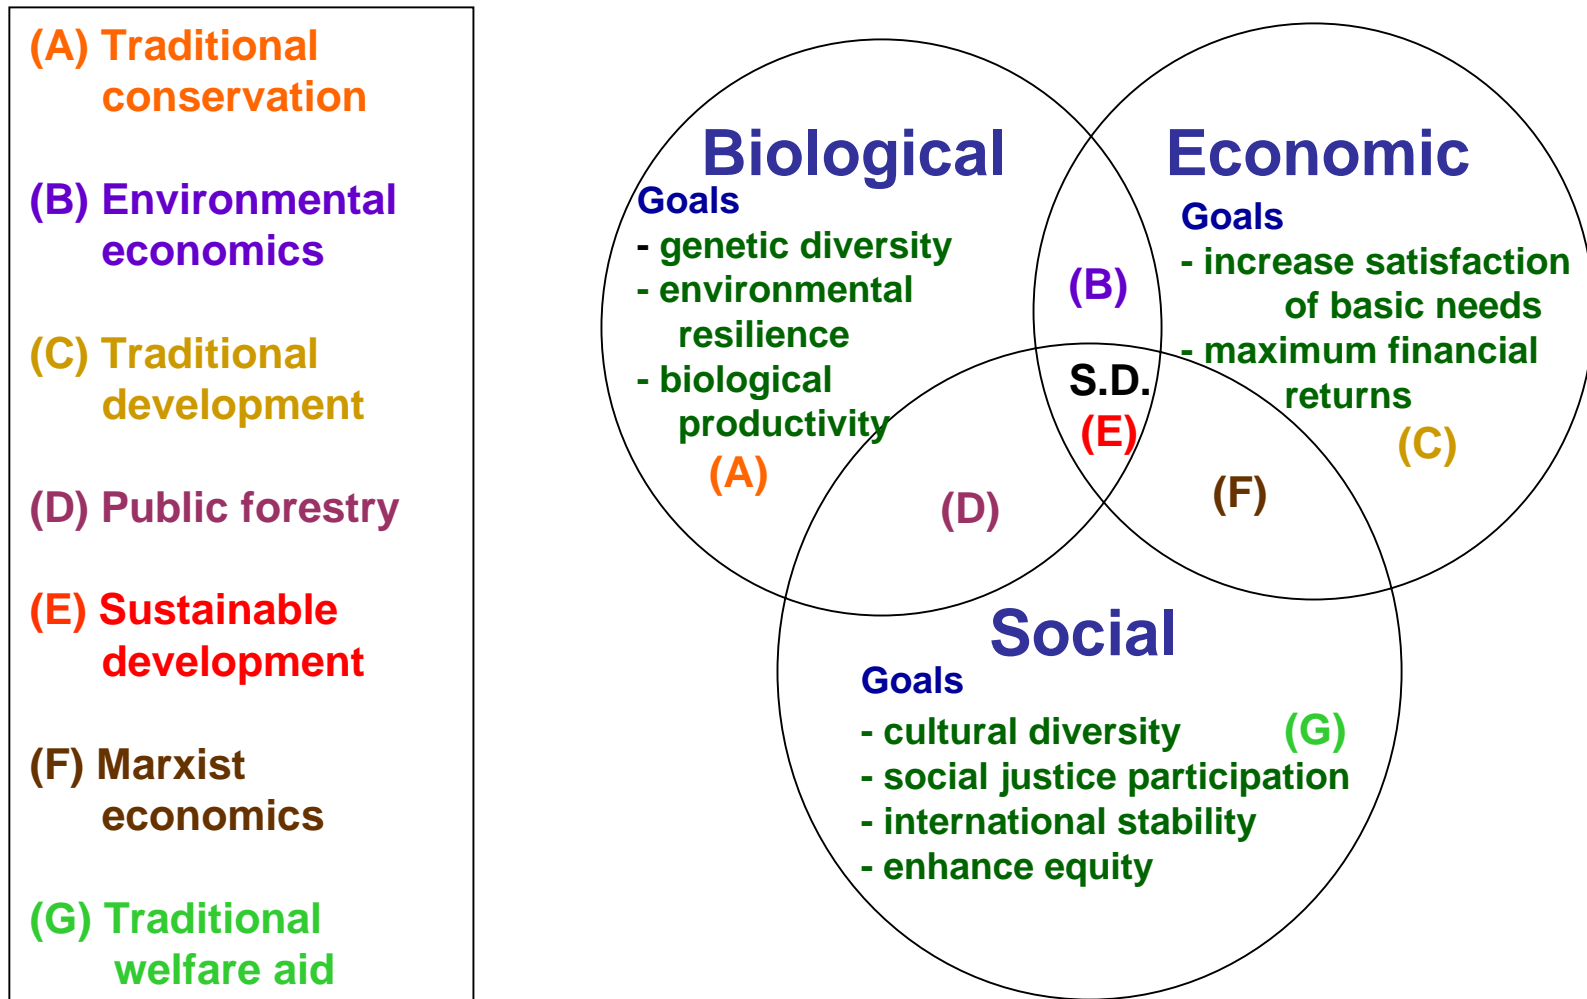 (A) Traditional
conservation
(B) Environmental
economics
(C) Traditional
development
(D) Public forestry
(E) Sustainable
development
(F) Marxist
economics
(G) Traditional
welfare aid
Biological
Goals
- genetic diversity
- environmental
resilience
- biological
productivity
(A)
Economic
Goals
- increase satisfaction
of basic needs
- maximum financial
returns
(C)
(B)
S.D.
(E)
(D)
(F)
Social
Goals
- cultural diversity
(G)
- social justice participation
- international stability
- enhance equity